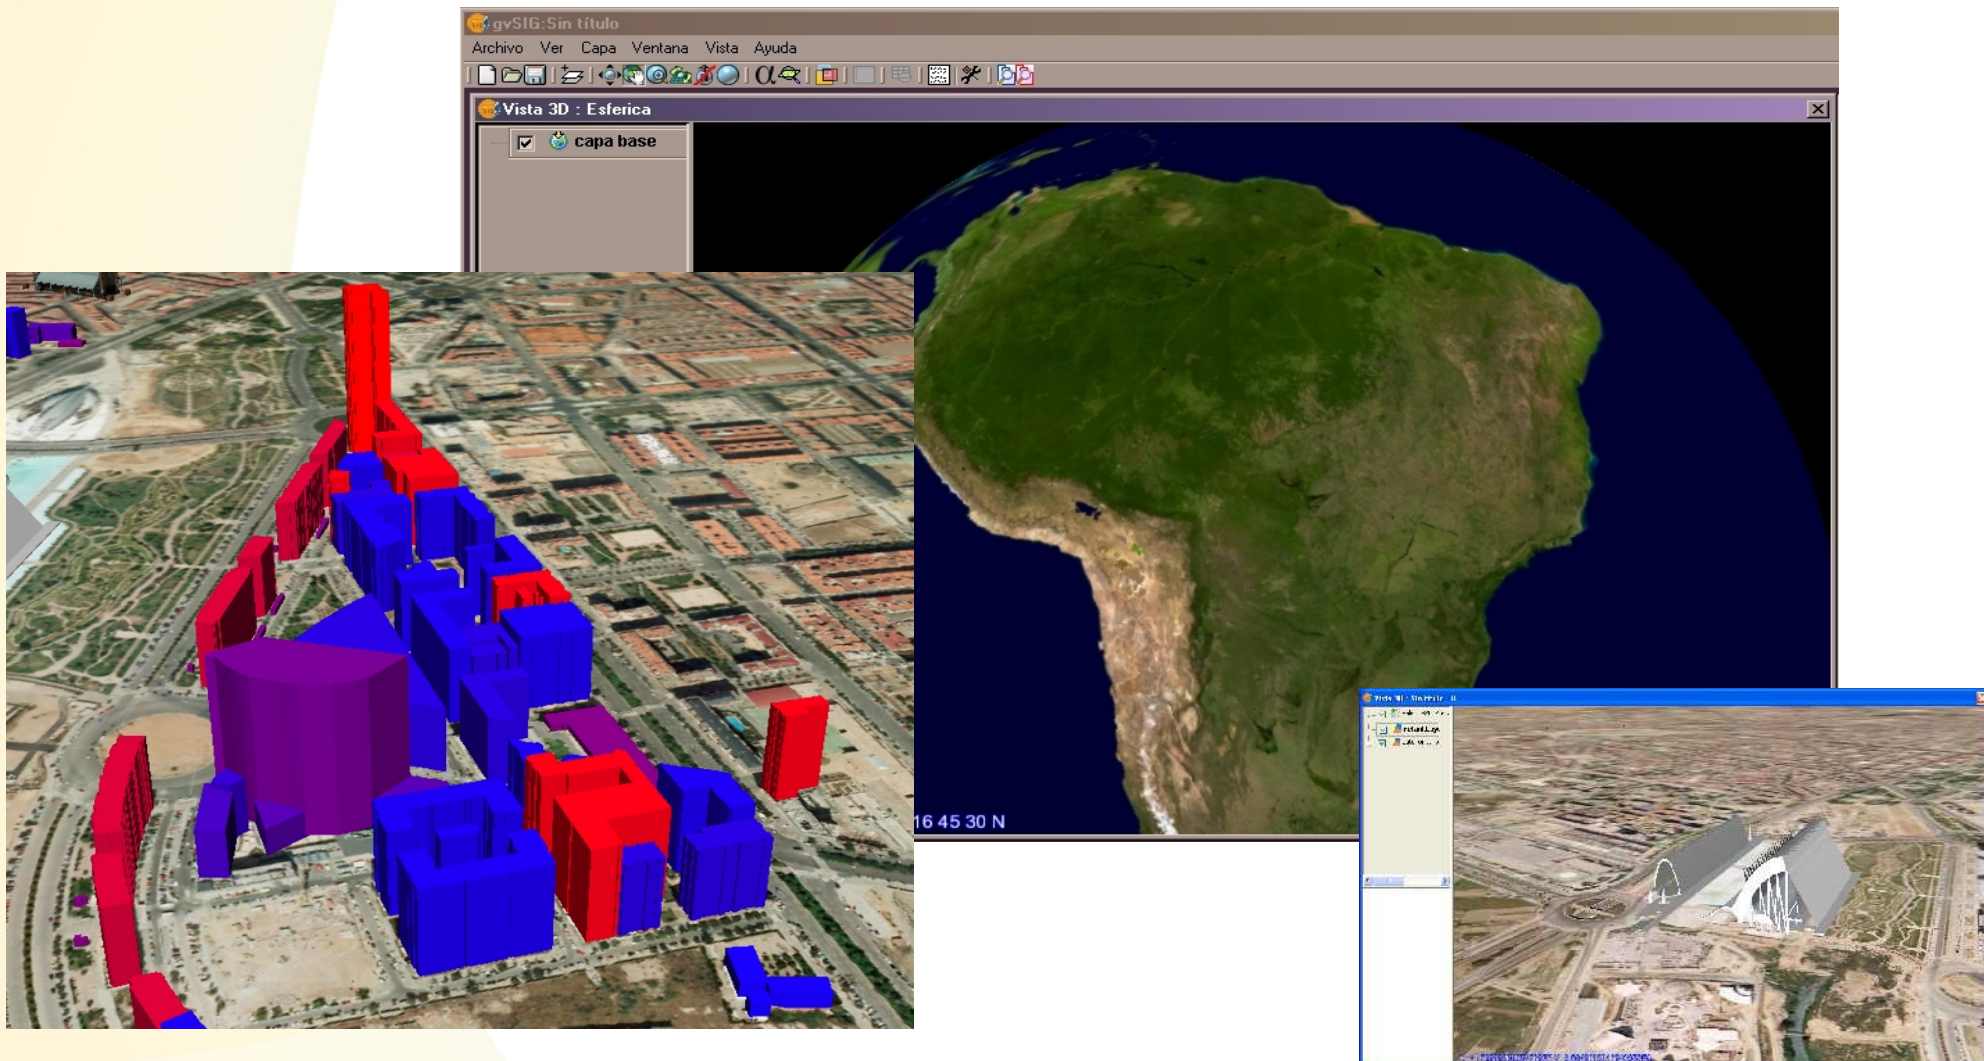 gvSIG:Sin título
Archivo Ver Capa Ventana Vista Ayuda
Vista 3D : Esferica
capa base
16 45 30 N